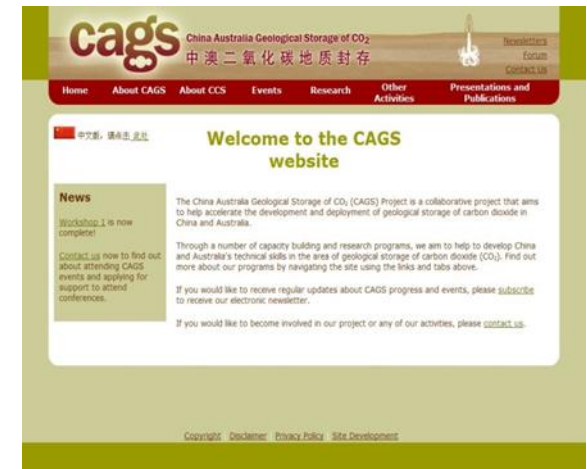 cags
China Australia Geological Storage of CO2
中澳二氧化碳地质封存
Newsletters
Forum
Contact Us
Home About CAGS About CCS Events Research Other Activities Presentations and Publications
中文版，请点击 此处
Welcome to the CAGS
website
News
Workshop 1 is now
complete!
Contact us now to find out
about attending CAGS
events and applying for
support to attend
conferences.
The China Australia Geological Storage of CO2 (CAGS) Project is a collaborative project that aims
to help accelerate the development and deployment of geological storage of carbon dioxide in
China and Australia.
Through a number of capacity building and research programs, we aim to help to develop China
and Australia's technical skills in the area of geological storage of carbon dioxide (CO2). Find out
more about our programs by navigating the site using the links and tabs above.
If you would like to receive regular updates about CAGS progress and events, please subscribe
to receive our electronic newsletter.
If you would like to become involved in our project or any of our activities, please contact us.
Copyright Disclaimer Privacy Policy Site Development